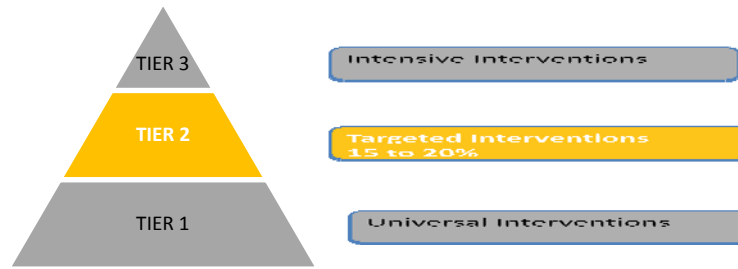 TIER 3
Intensive Interventions
TIER 2
Targeted Interventions
15 to 20%
TIER 1
Universal Interventions